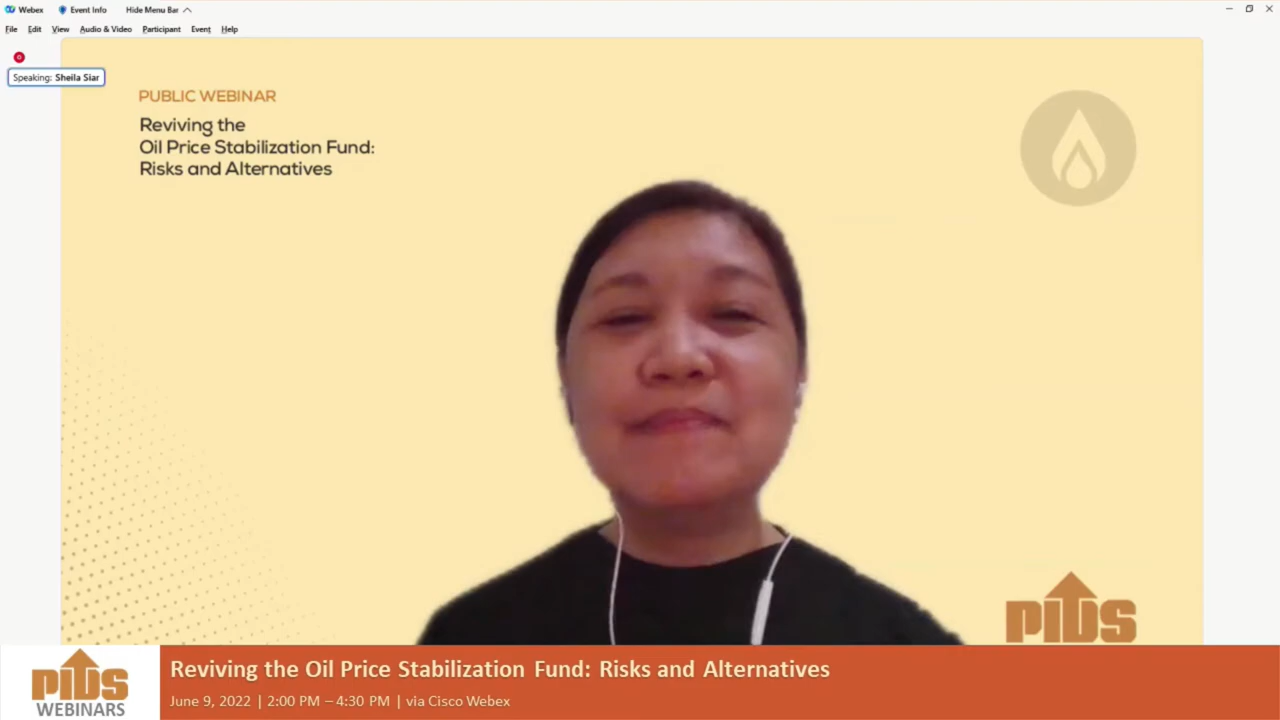 Webex Event Info Hide Menu Bar
File Edit View Audio & Video Participant Event Help
Speaking: Sheila Siar
PUBLIC WEBINAR
Reviving the
Oil Price Stabilization Fund:
Risks and Alternatives
PIDS
PIDS
WEBINARS
Reviving the Oil Price Stabilization Fund: Risks and Alternatives
June 9, 2022 | 2:00 PM – 4:30 PM | via Cisco Webex